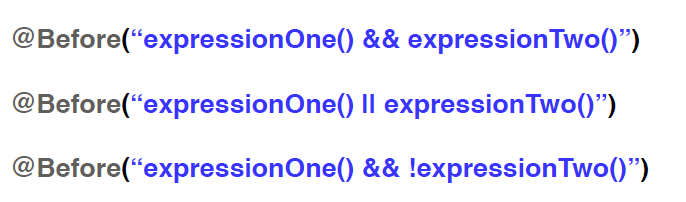 @Before(“expressionOne() && expressionTwo()”)
@Before(“expressionOne() || expressionTwo()”)
@Before(“expressionOne() && !expressionTwo()”)